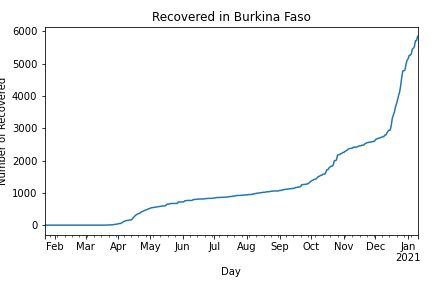 Recovered in Burkina Faso
Number of Recovered
6000
5000
4000
3000
2000
1000
0
Feb Mar Apr May Jun Jul Aug Sep Oct Nov Dec Jan
2021
Day